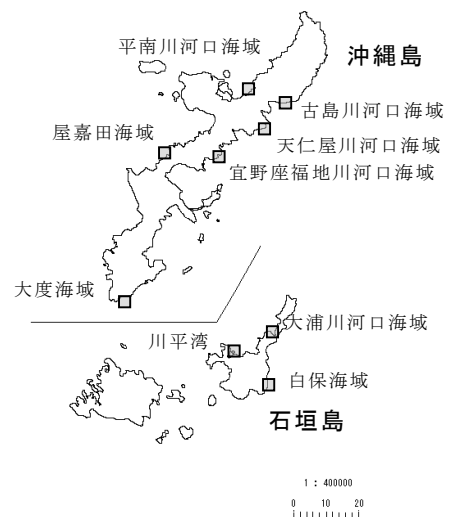 平南川河口海域
沖縄島
古島川河口海域
天仁屋川河口海域
屋嘉田海域
宜野座福地川河口海域
大度海域
大浦川河口海域
川平湾
白保海域
石垣島
1 : 400000
0 10 20